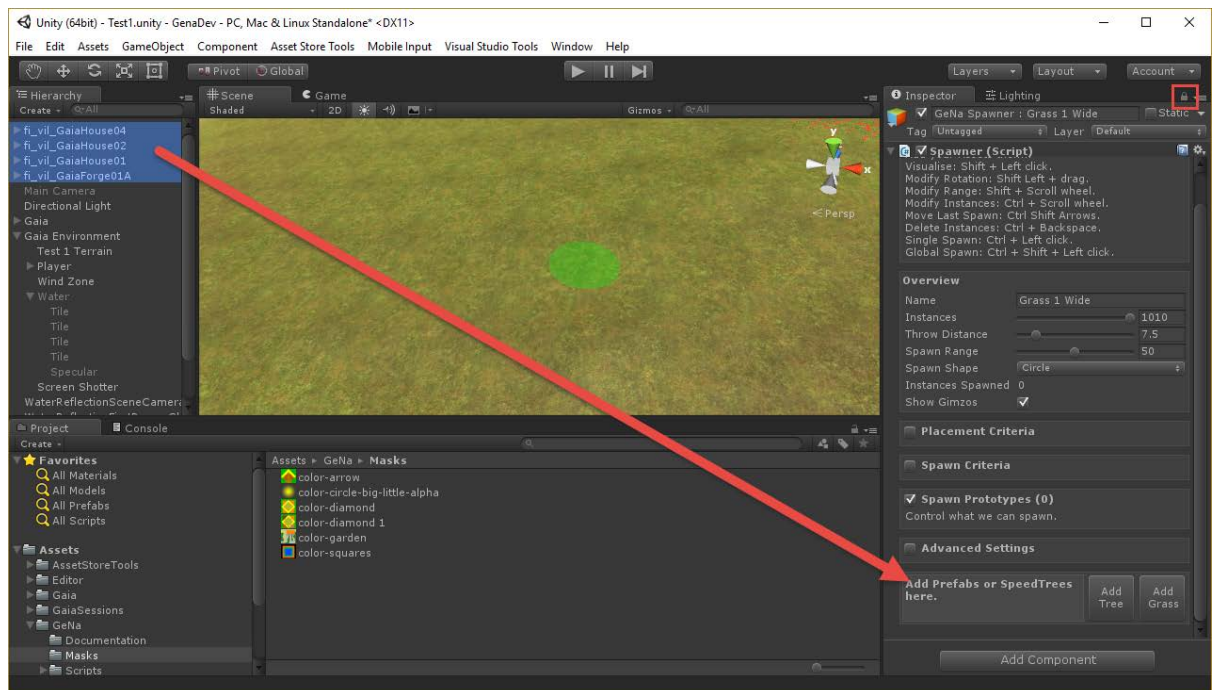 Unity (64bit) - Test1.unity - GenaDev - PC, Mac & Linux Standalone* <DX11>
File Edit Assets GameObject Component Asset Store Tools Mobile Input Visual Studio Tools Window Help
Pivot Global
Layers Layout Account
Hierarchy
Create All
fi_vil_GaiaHouse04
fi_vil_GaiaHouse02
fi_vil_GaiaHouse01
fi_vil_GaiaForge01A
Main Camera
Directional Light
Gaia
Gaia Environment
Test 1 Terrain
Player
Wind Zone
Water
Tile
Tile
Tile
Tile
Specular
Screen Shotter
WaterReflectionSceneCamera
Scene Game
Shaded 2D Gizmos All
y
x
Persp
Inspector Lighting
GeNa Spawner : Grass 1 Wide Static
Tag Untagged Layer Default
Spawner (Script)
Visualise: Shift + Left click.
Modify Rotation: Shift Left + drag.
Modify Range: Shift + Scroll wheel.
Modify Instances: Ctrl + Scroll wheel.
Move Last Spawn: Ctrl Shift Arrows.
Delete Instances: Ctrl + Backspace.
Single Spawn: Ctrl + Left click.
Global Spawn: Ctrl + Shift + Left click.
Overview
Name Grass 1 Wide
Instances 1010
Throw Distance 7.5
Spawn Range 50
Spawn Shape Circle
Instances Spawned 0
Show Gimzos
Placement Criteria
Spawn Criteria
Spawn Prototypes (0)
Control what we can spawn.
Advanced Settings
Add Prefabs or SpeedTrees
here.
Add
Tree
Add
Grass
Add Component
Project Console
Create
Favorites
All Materials
All Models
All Prefabs
All Scripts
Assets
AssetStoreTools
Editor
Gaia
GaiaSessions
GeNa
Documentation
Masks
Scripts
Assets GeNa Masks
color-arrow
color-circle-big-little-alpha
color-diamond
color-diamond 1
color-garden
color-squares